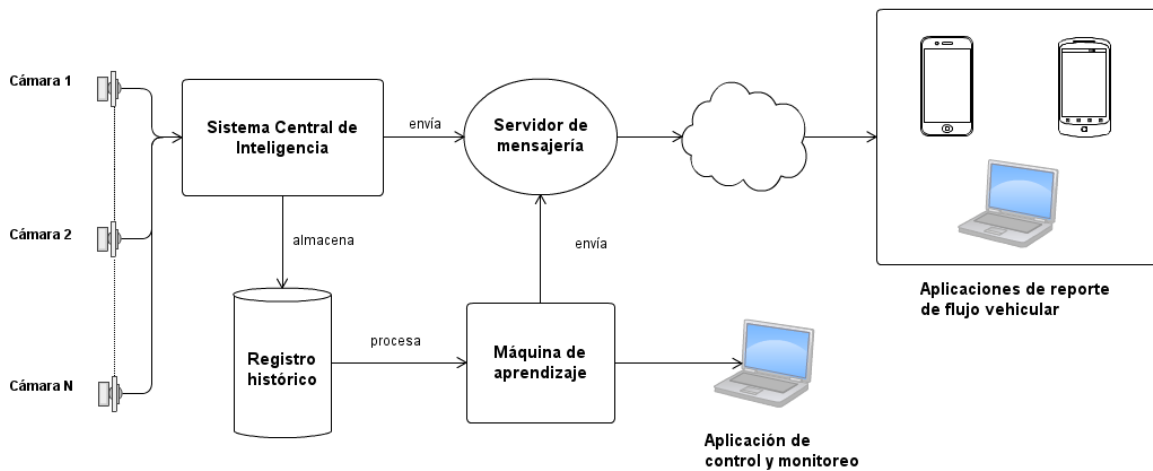 Cámara 1
Sistema Central de
Inteligencia
envía
Servidor de
mensajería
Cámara 2
almacena
envía
Aplicaciones de reporte
de flujo vehicular
Cámara N
Registro
histórico
procesa
Máquina de
aprendizaje
Aplicación de
control y monitoreo